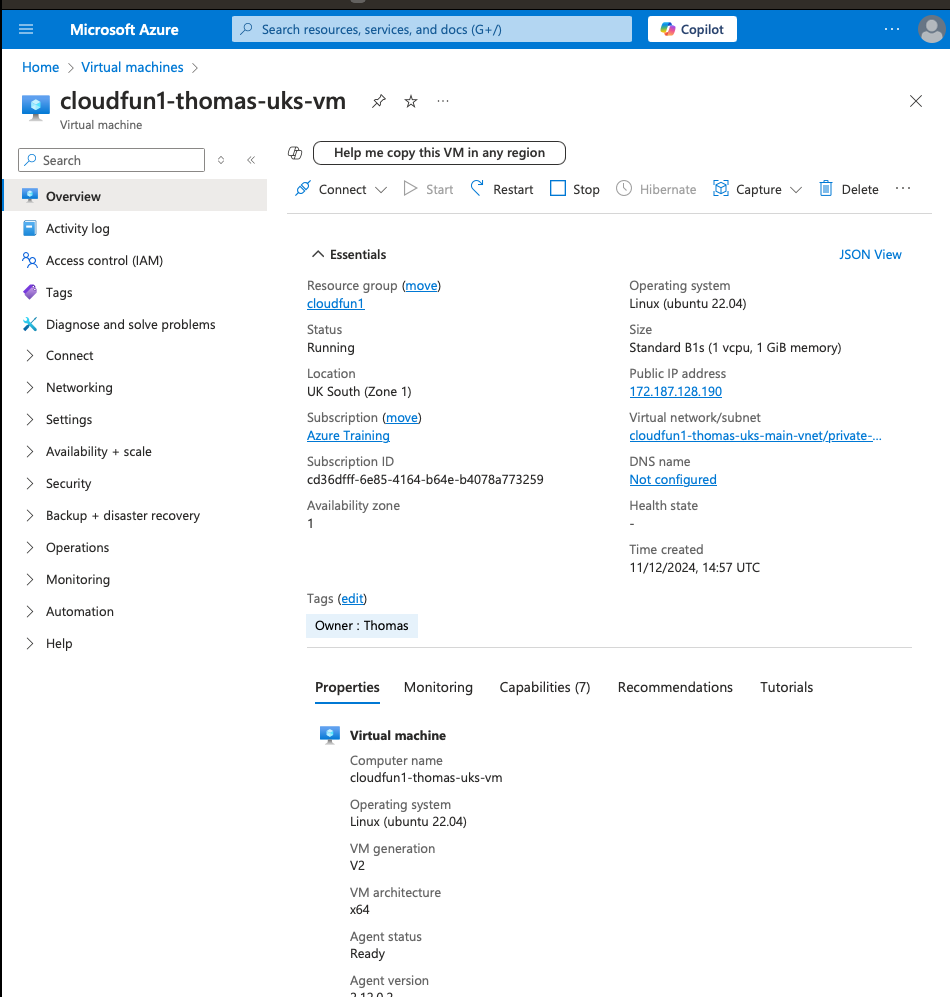 Microsoft Azure
Search resources, services, and docs (G+/)
Copilot
...
Home > Virtual machines >
cloudfun1-thomas-uks-vm
...
Virtual machine
Search
«
Overview
Activity log
Access control (IAM)
Tags
Diagnose and solve problems
Connect
Networking
Settings
Availability + scale
Security
Backup + disaster recovery
Operations
Monitoring
Automation
Help
Help me copy this VM in any region
Connect Start Restart Stop Hibernate Capture Delete ...
Essentials
JSON View
Resource group (move)
cloudfun1
Status
Running
Location
UK South (Zone 1)
Subscription (move)
Azure Training
Subscription ID
cd36dfff-6e85-4164-b64e-b4078a773259
Availability zone
1
Operating system
Linux (ubuntu 22.04)
Size
Standard B1s (1 vcpu, 1 GiB memory)
Public IP address
172.187.128.190
Virtual network/subnet
cloudfun1-thomas-uks-main-vnet/private-...
DNS name
Not configured
Health state
-
Time created
11/12/2024, 14:57 UTC
Tags (edit)
Owner : Thomas
Properties Monitoring Capabilities (7) Recommendations Tutorials
Virtual machine
Computer name
cloudfun1-thomas-uks-vm
Operating system
Linux (ubuntu 22.04)
VM generation
V2
VM architecture
x64
Agent status
Ready
Agent version